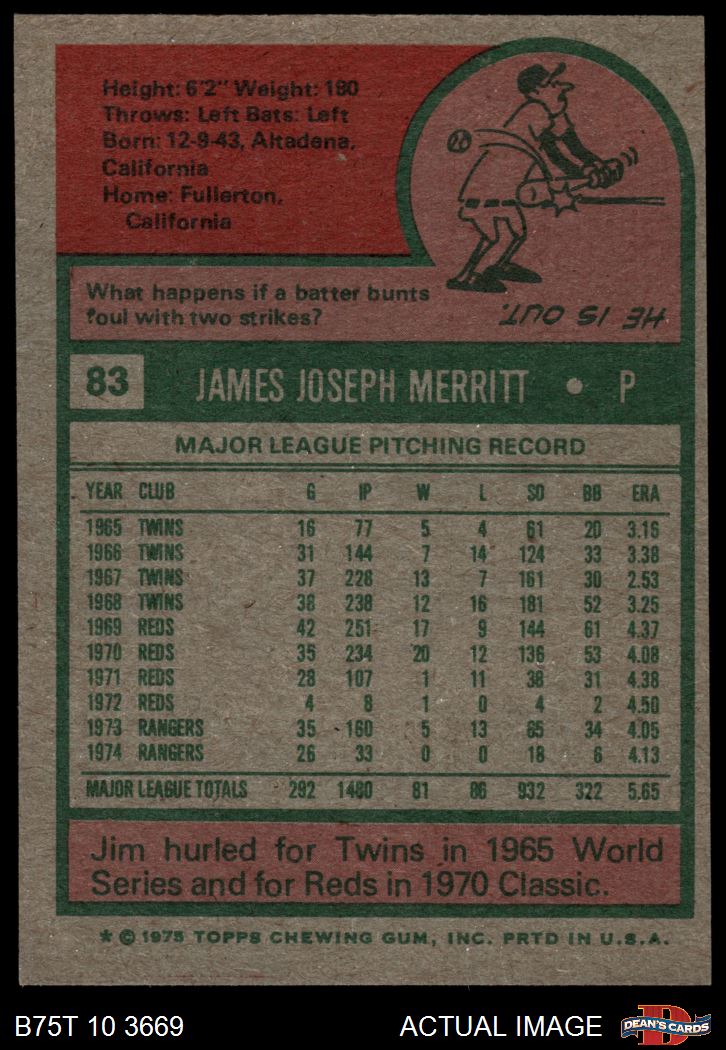 Height: 6'2" Weight: 180
Throws: Left Bats: Left
Born: 12-9-43, Altadena,
California
Home: Fullerton,
California
What happens if a batter bunts
foul with two strikes?
HE IS OUT.
83 JAMES JOSEPH MERRITT • P
MAJOR LEAGUE PITCHING RECORD
YEAR CLUB G IP W L SO BB ERA
1965 TWINS 16 77 5 4 61 20 3.16
1966 TWINS 31 144 7 14 124 33 3.38
1967 TWINS 37 228 13 7 161 30 2.53
1968 TWINS 38 238 12 16 181 52 3.25
1969 REDS 42 251 17 9 144 61 4.37
1970 REDS 35 234 20 12 136 53 4.08
1971 REDS 28 107 1 11 38 31 4.38
1972 REDS 4 8 1 0 4 2 4.50
1973 RANGERS 35 160 5 13 65 34 4.05
1974 RANGERS 26 33 0 0 18 6 4.13
MAJOR LEAGUE TOTALS 292 1480 81 86 932 322 5.65
Jim hurled for Twins in 1965 World
Series and for Reds in 1970 Classic.
* © 1975 TOPPS CHEWING GUM, INC. PRTD IN U.S.A.
B75T 10 3669 ACTUAL IMAGE DEAN'S CARDS